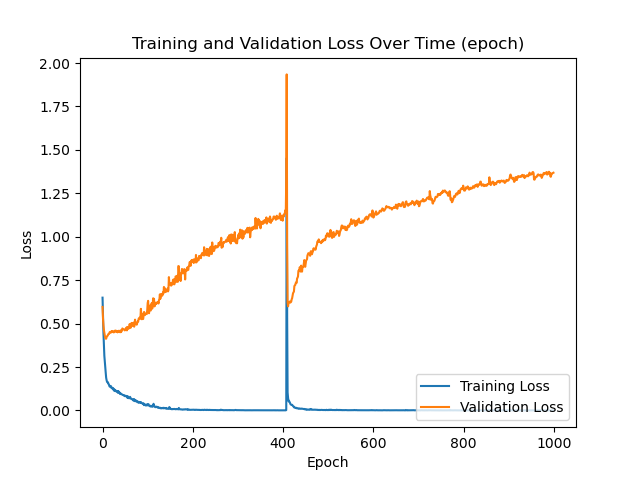 Training and Validation Loss Over Time (epoch)
2.00
1.75
1.50
1.25
1.00
0.75
0.50
0.25
0.00
Loss
Training Loss
Validation Loss
0 200 400 600 800 1000
Epoch